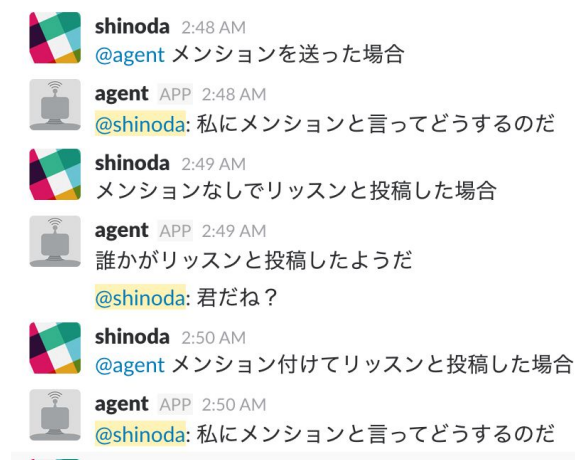 shinoda 2:48 AM
@agent メンションを送った場合
agent APP 2:48 AM
@shinoda: 私にメンションと言ってどうするのだ
shinoda 2:49 AM
メンションなしでリッスンと投稿した場合
agent APP 2:49 AM
誰かがリッスンと投稿したようだ
@shinoda: 君だね？
shinoda 2:50 AM
@agent メンション付けてリッスンと投稿した場合
agent APP 2:50 AM
@shinoda: 私にメンションと言ってどうするのだ